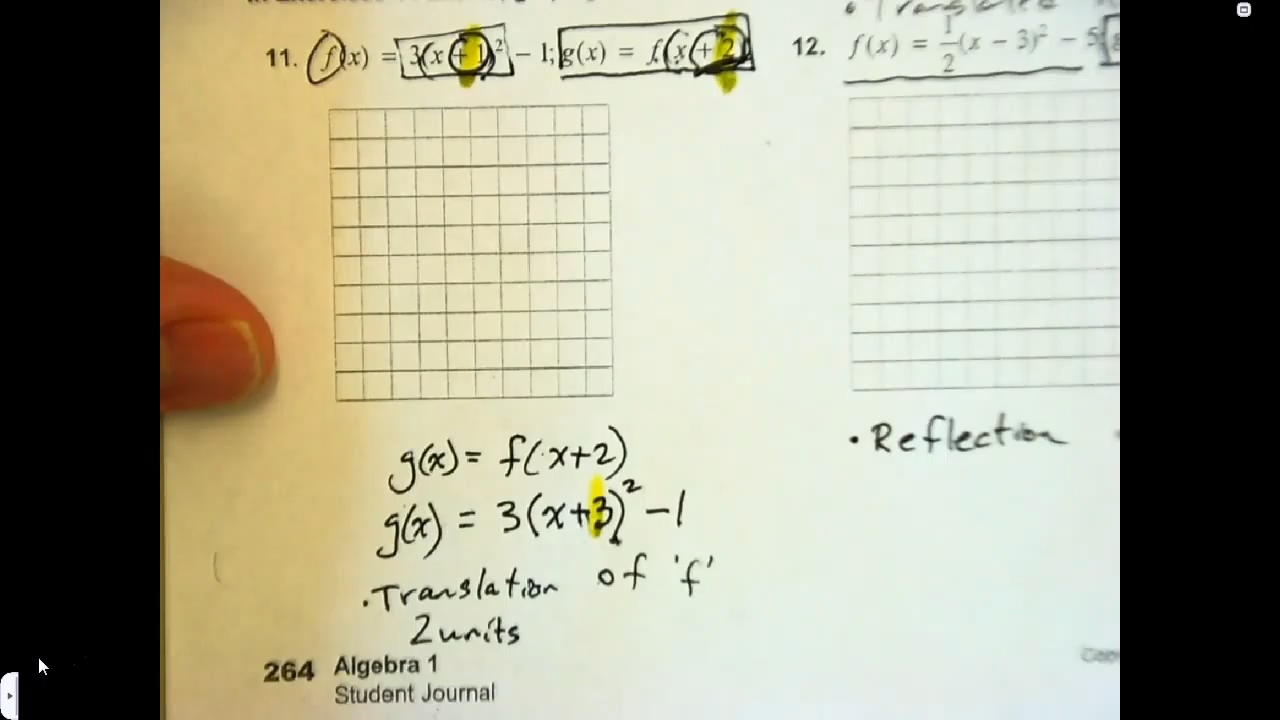 11. f(x) = 3(x + 1)² − 1; g(x) = f(x + 2)
12. f(x) = 1/2(x − 3)² − 5
g(x) = f(x+2)
g(x) = 3(x+3)² −1
• Translation of 'f'
2 units
• Reflection
264 Algebra 1
Student Journal